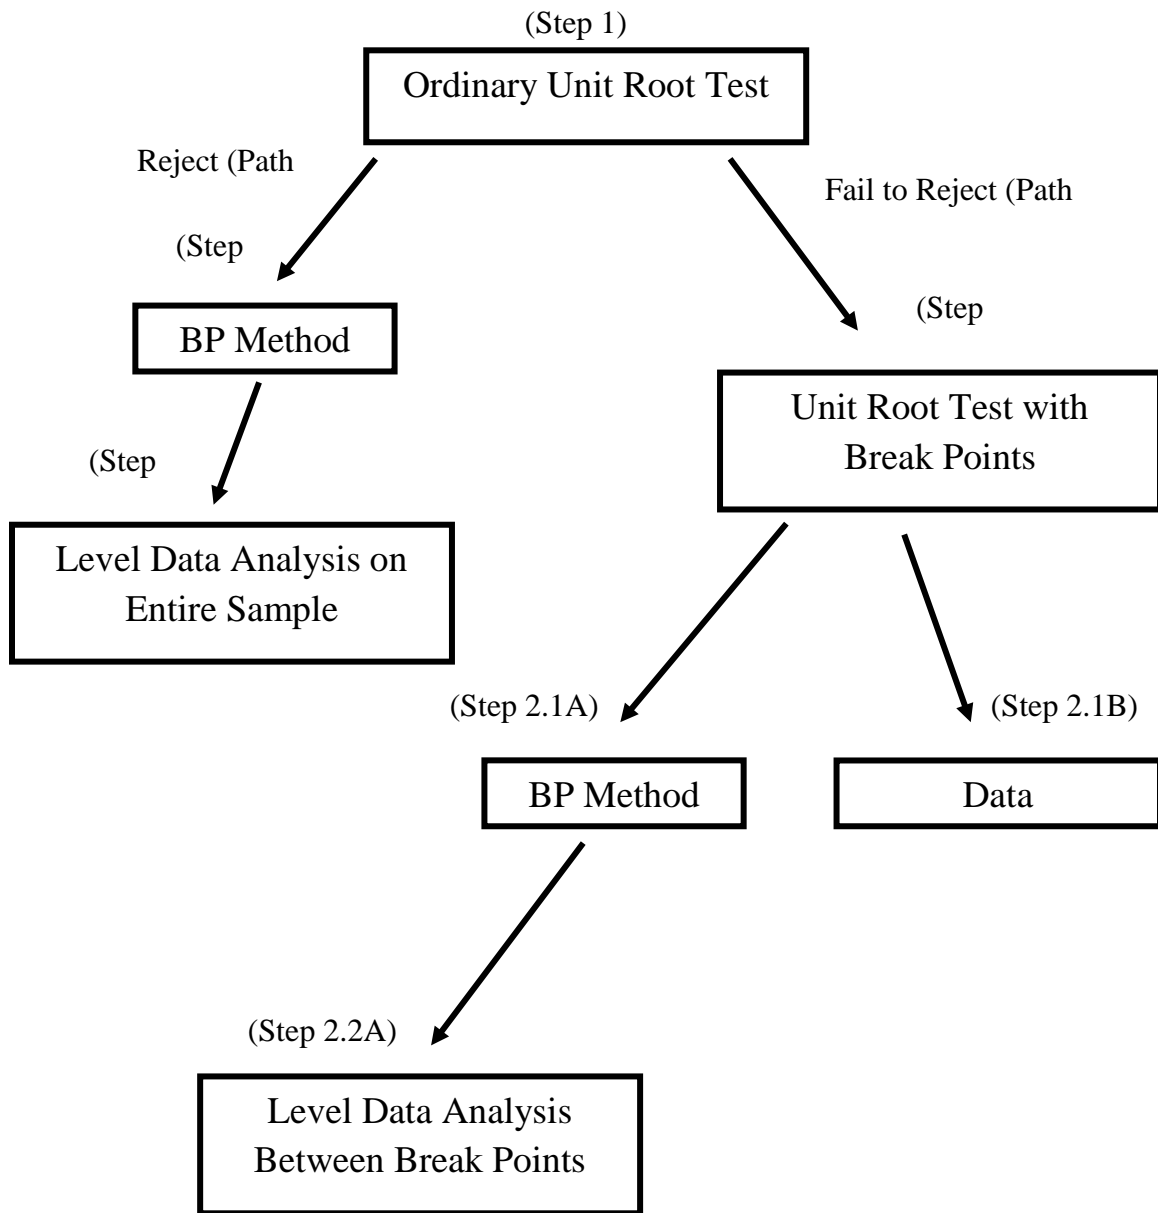 (Step 1)
Ordinary Unit Root Test
Reject (Path
Fail to Reject (Path
(Step
(Step
BP Method
Unit Root Test with
Break Points
(Step
Level Data Analysis on
Entire Sample
(Step 2.1A)
(Step 2.1B)
BP Method
Data
(Step 2.2A)
Level Data Analysis
Between Break Points